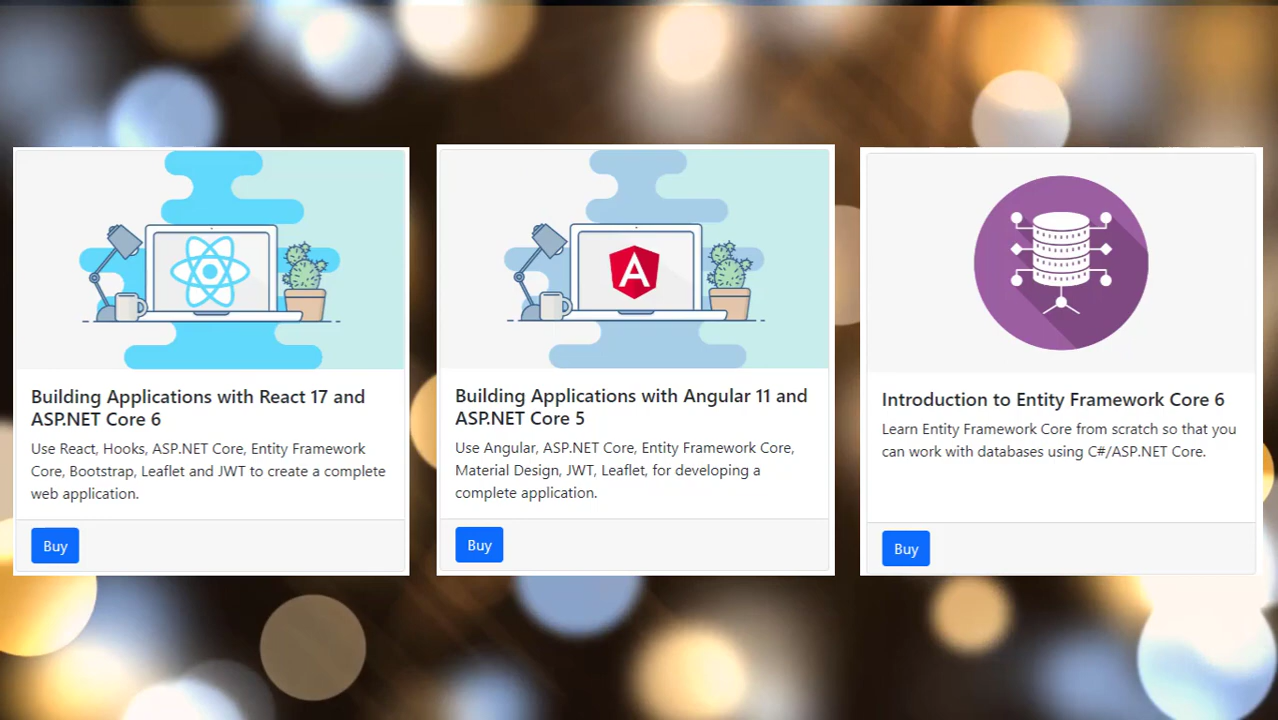 Building Applications with React 17 and
ASP.NET Core 6
Use React, Hooks, ASP.NET Core, Entity Framework
Core, Bootstrap, Leaflet and JWT to create a complete
web application.
Buy
A
Building Applications with Angular 11 and
ASP.NET Core 5
Use Angular, ASP.NET Core, Entity Framework Core,
Material Design, JWT, Leaflet, for developing a
complete application.
Buy
Introduction to Entity Framework Core 6
Learn Entity Framework Core from scratch so that you
can work with databases using C#/ASP.NET Core.
Buy